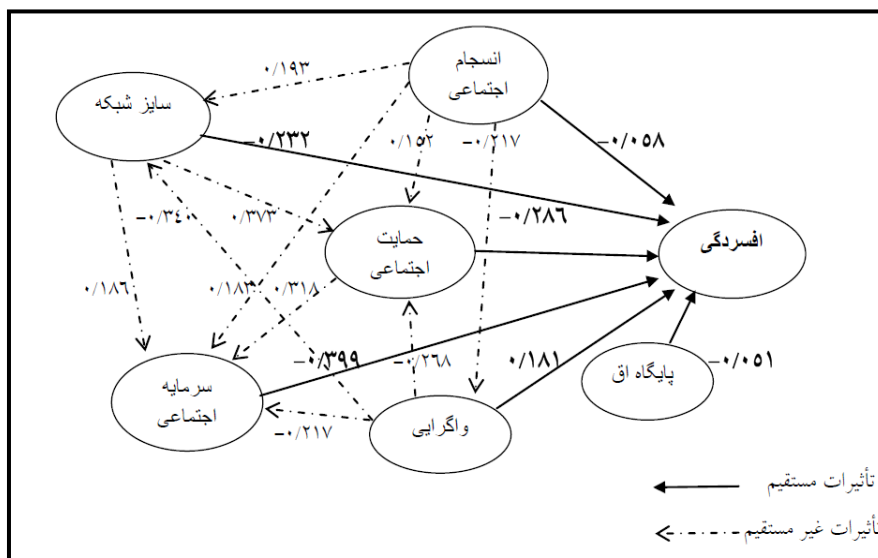 انسجام
اجتماعی
۰/۱۹۳
سایز شبکه
-۰/۲۳۲
۰/۱۵۲
-۰/۲۱۷
-۰/۰۵۸
-۰/۳۴۰
۰/۳۷۳
-۰/۲۸۶
افسردگی
حمایت
اجتماعی
۰/۱۸۶
۰/۱۸۳
۰/۳۱۸
-۰/۳۹۹
-۰/۲۶۸
۰/۱۸۱
-۰/۰۵۱
پایگاه اق
سرمایه
اجتماعی
واگرایی
-۰/۲۱۷
تأثیرات مستقیم
تأثیرات غیر مستقیم